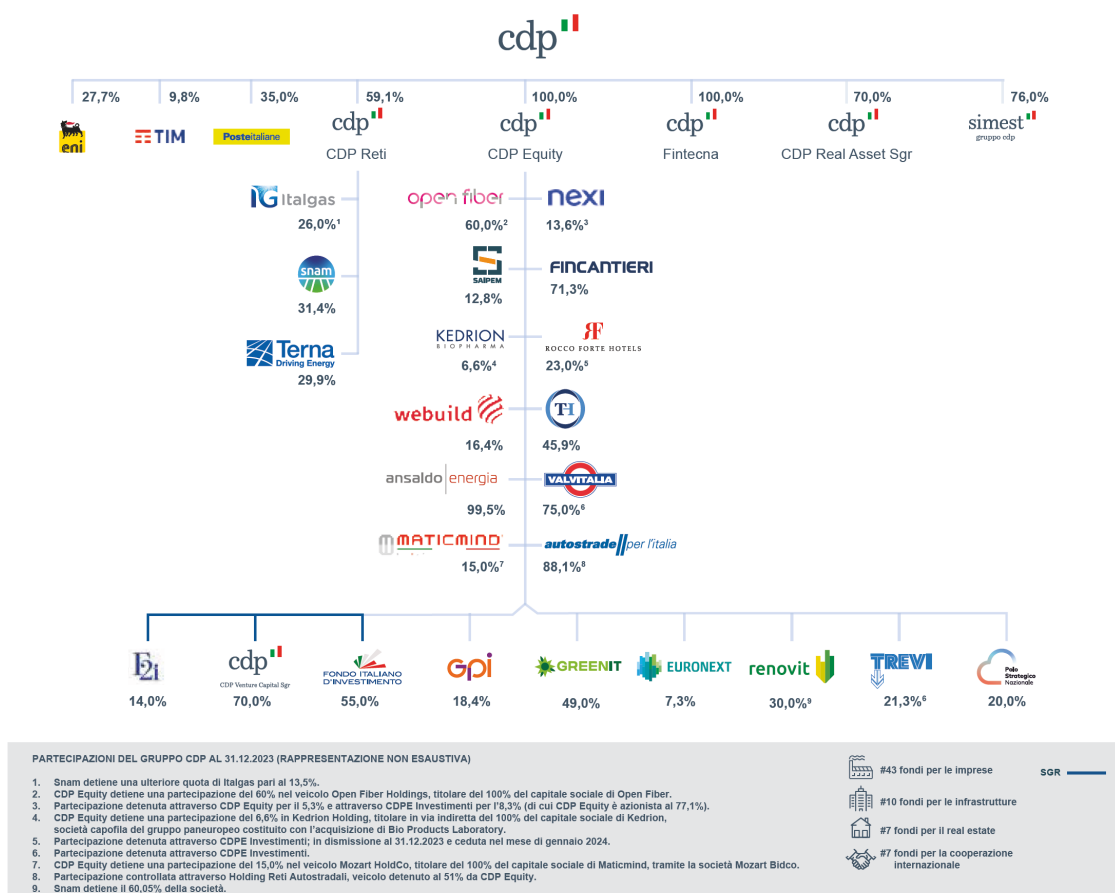 cdp
27,7%
9,8%
35,0%
59,1%
100,0%
100,0%
70,0%
76,0%
eni
TIM
Posteitaliane
cdp
cdp
cdp
cdp
simest
gruppo cdp
CDP Reti
CDP Equity
Fintecna
CDP Real Asset Sgr
IG Italgas
open fiber
nexi
26,0%¹
60,0%²
13,6%³
snam
SAIPEM
FINCANTIERI
31,4%
12,8%
71,3%
Terna
Driving Energy
KEDRION
BIOPHARMA
RF
ROCCO FORTE HOTELS
29,9%
6,6%⁴
23,0%⁵
webuild
TH
16,4%
45,9%
ansaldo energia
VALVITALIA
99,5%
75,0%⁶
MATICMIND
autostrade per l'italia
15,0%⁷
88,1%⁸
F2i
cdp
CDP Venture Capital Sgr
FONDO ITALIANO
D'INVESTIMENTO
GPI
GREENIT
EURONEXT
renovit
TREVI
Polo
Strategico
Nazionale
14,0%
70,0%
55,0%
18,4%
49,0%
7,3%
30,0%⁹
21,3%⁶
20,0%
PARTECIPAZIONI DEL GRUPPO CDP AL 31.12.2023 (RAPPRESENTAZIONE NON ESAUSTIVA)
1. Snam detiene una ulteriore quota di Italgas pari al 13,5%.
2. CDP Equity detiene una partecipazione del 60% nel veicolo Open Fiber Holdings, titolare del 100% del capitale sociale di Open Fiber.
3. Partecipazione detenuta attraverso CDP Equity per il 5,3% e attraverso CDPE Investimenti per l'8,3% (di cui CDP Equity è azionista al 77,1%).
4. CDP Equity detiene una partecipazione del 6,6% in Kedrion Holding, titolare in via indiretta del 100% del capitale sociale di Kedrion,
società capofila del gruppo paneuropeo costituito con l'acquisizione di Bio Products Laboratory.
5. Partecipazione detenuta attraverso CDPE Investimenti; in dismissione al 31.12.2023 e ceduta nel mese di gennaio 2024.
6. Partecipazione detenuta attraverso CDPE Investimenti.
7. CDP Equity detiene una partecipazione del 15,0% nel veicolo Mozart HoldCo, titolare del 100% del capitale sociale di Maticmind, tramite la società Mozart Bidco.
8. Partecipazione controllata attraverso Holding Reti Autostradali, veicolo detenuto al 51% da CDP Equity.
9. Snam detiene il 60,05% della società.
#43 fondi per le imprese
#10 fondi per le infrastrutture
#7 fondi per il real estate
#7 fondi per la cooperazione
internazionale
SGR